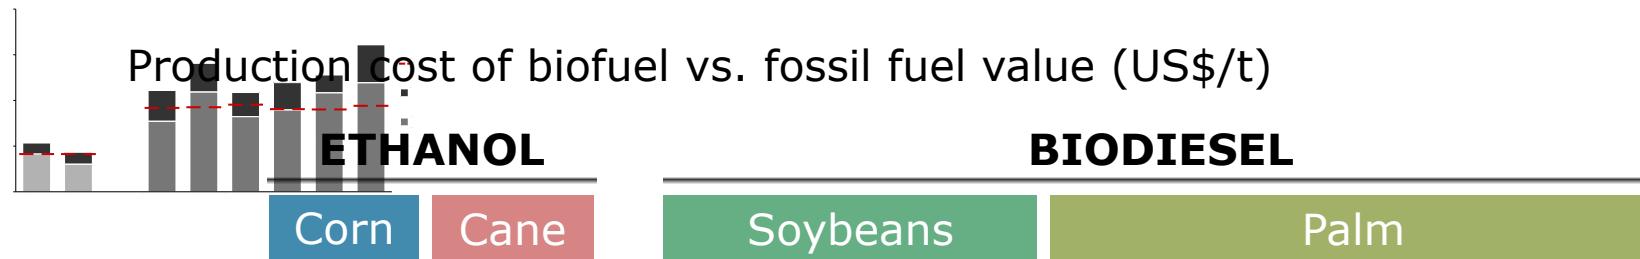 Production cost of biofuel vs. fossil fuel value (US$/t)
ETHANOL BIODIESEL
Corn Cane Soybeans Palm